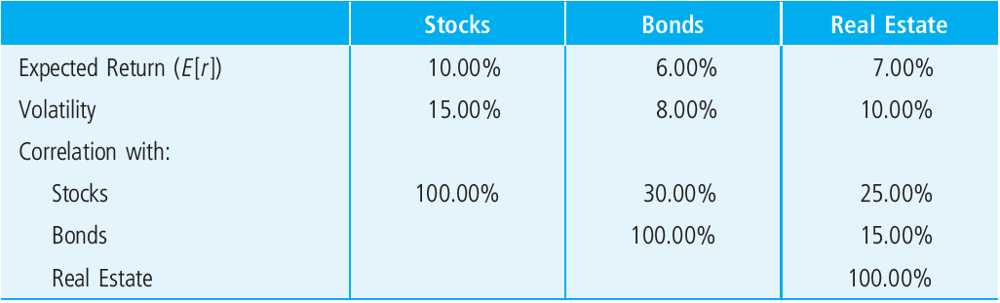 Stocks Bonds Real Estate
Expected Return (E[r]) 10.00% 6.00% 7.00%
Volatility 15.00% 8.00% 10.00%
Correlation with:
Stocks 100.00% 30.00% 25.00%
Bonds 100.00% 15.00%
Real Estate 100.00%